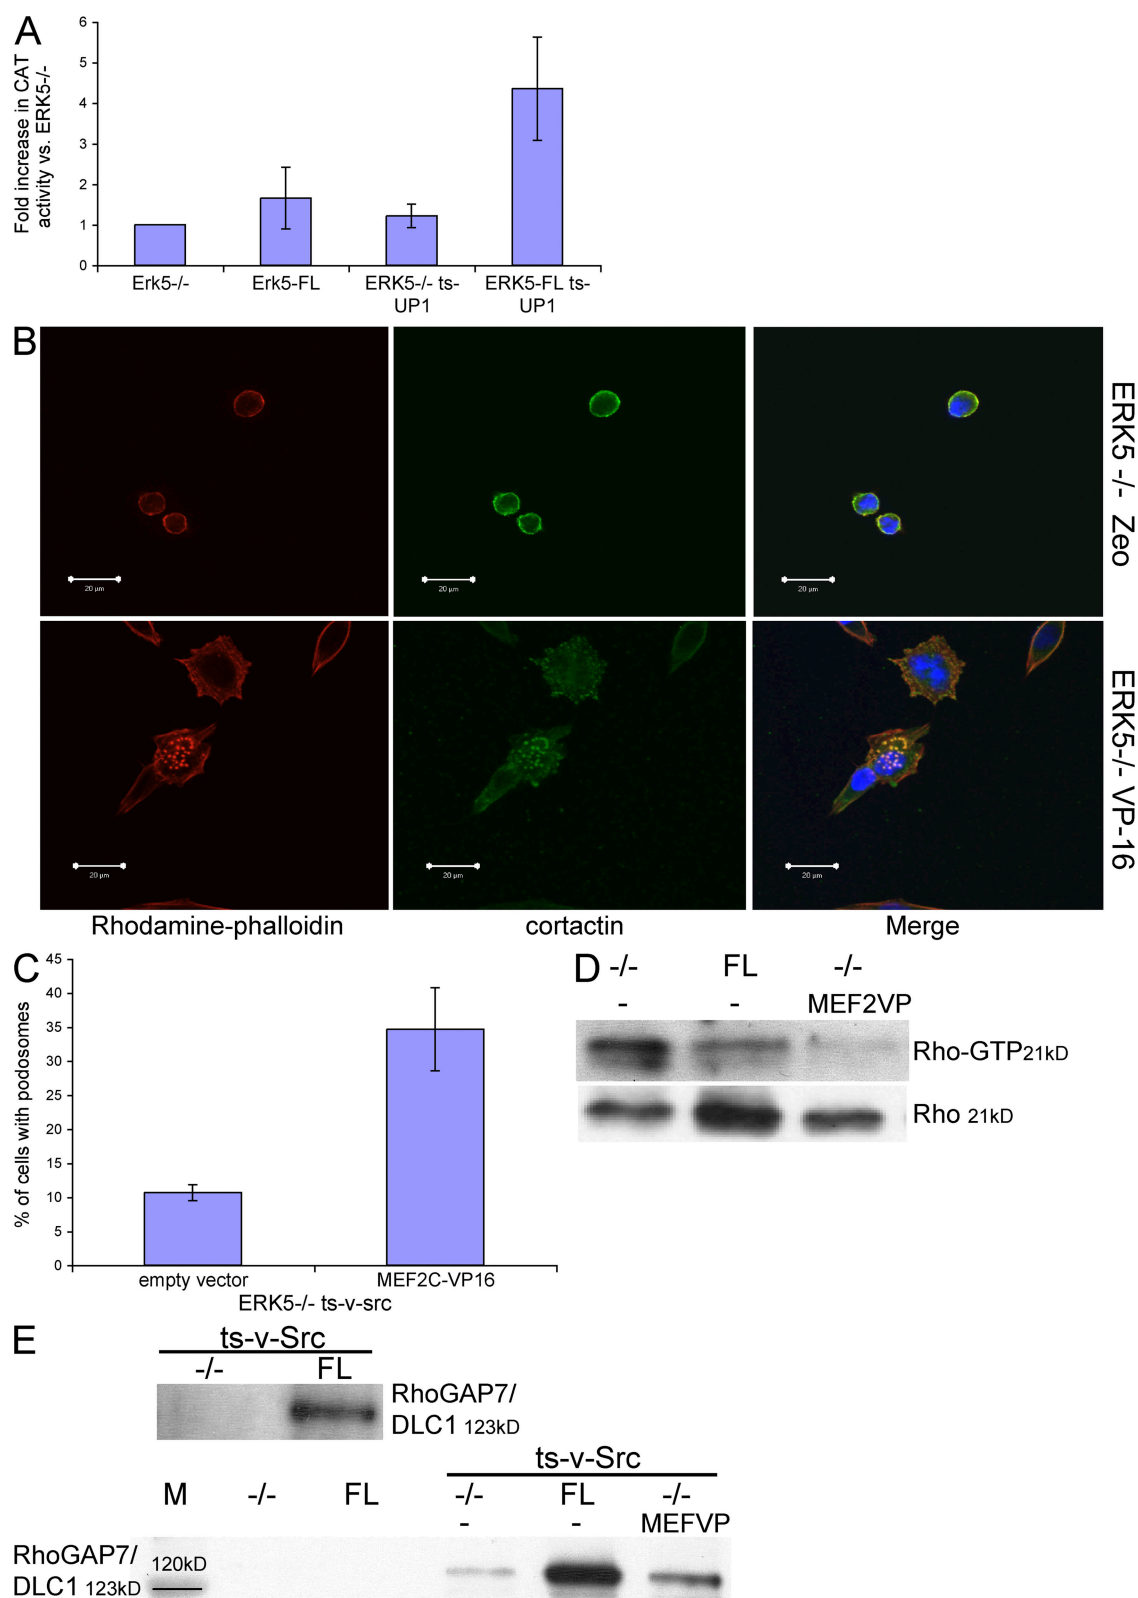 A
Fold increase in CAT
activity vs. ERK5-/-
6
5
4
3
2
1
0
Erk5-/-
Erk5-FL
ERK5-/- ts-
UP1
ERK5-FL ts-
UP1
B
20 µm
20 µm
20 µm
ERK5 -/- Zeo
20 µm
20 µm
20 µm
ERK5-/- VP-16
Rhodamine-phalloidin
cortactin
Merge
C
% of cells with podosomes
45
40
35
30
25
20
15
10
5
0
empty vector
MEF2C-VP16
ERK5-/- ts-v-src
D
-/- FL -/-
- - MEF2VP
Rho-GTP 21kD
Rho 21kD
E
ts-v-Src
-/- FL
RhoGAP7/
DLC1 123kD
ts-v-Src
M -/- FL -/- FL -/-
- - MEFVP
RhoGAP7/
DLC1 123kD
120kD